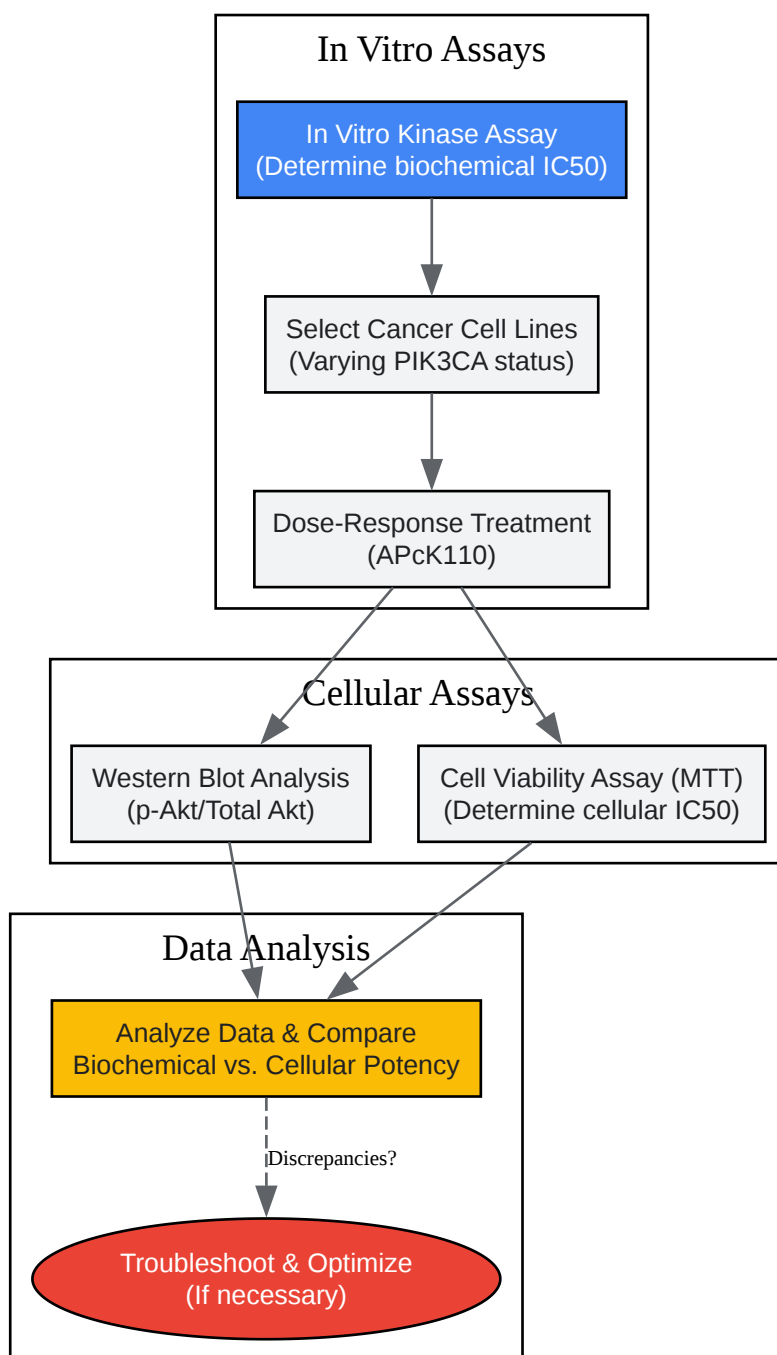 In Vitro Assays
In Vitro Kinase Assay
(Determine biochemical IC50)
Select Cancer Cell Lines
(Varying PIK3CA status)
Dose-Response Treatment
(APcK110)
Cellular Assays
Western Blot Analysis
(p-Akt/Total Akt)
Cell Viability Assay (MTT)
(Determine cellular IC50)
Data Analysis
Analyze Data & Compare
Biochemical vs. Cellular Potency
Discrepancies?
Troubleshoot & Optimize
(If necessary)